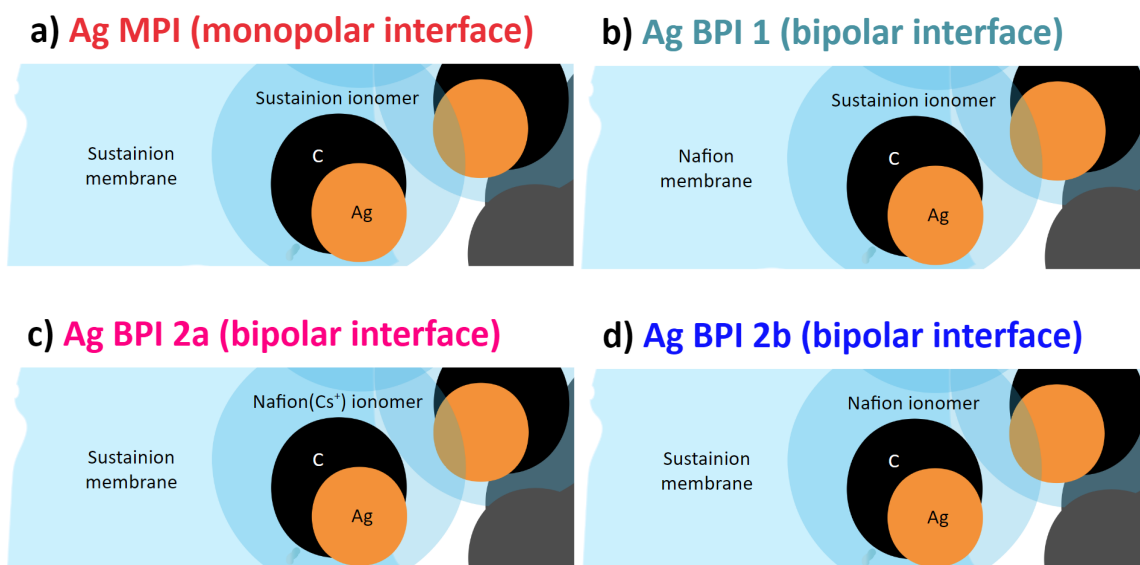 a) Ag MPI (monopolar interface)
Sustainion ionomer
Sustainion
membrane
C
Ag
b) Ag BPI 1 (bipolar interface)
Sustainion ionomer
Nafion
membrane
C
Ag
c) Ag BPI 2a (bipolar interface)
Nafion(Cs⁺) ionomer
Sustainion
membrane
C
Ag
d) Ag BPI 2b (bipolar interface)
Nafion ionomer
Sustainion
membrane
C
Ag